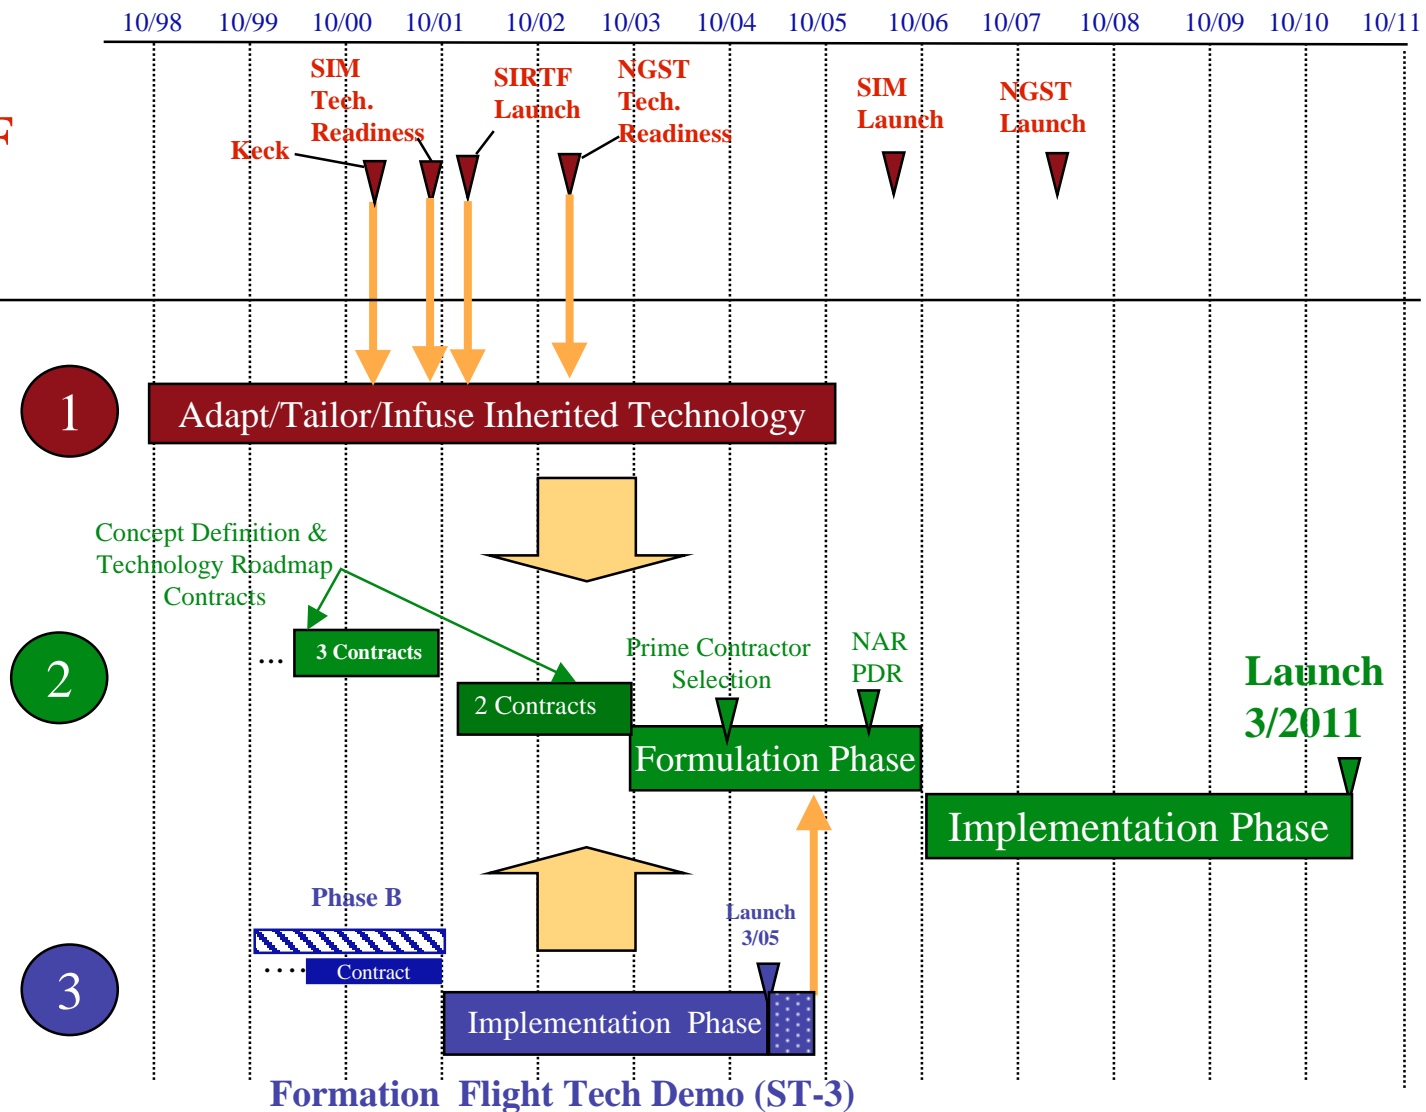 10/98 10/99 10/00 10/01 10/02 10/03 10/04 10/05 10/06 10/07 10/08 10/09 10/10 10/11
F
Keck
SIM
Tech.
Readiness
SIRTF
Launch
NGST
Tech.
Readiness
SIM
Launch
NGST
Launch
1
Adapt/Tailor/Infuse Inherited Technology
Concept Definition &
Technology Roadmap
Contracts
2
... 3 Contracts
2 Contracts
Prime Contractor
Selection
NAR
PDR
Formulation Phase
Launch
3/2011
Implementation Phase
3
Phase B
.... Contract
Launch
3/05
Implementation Phase
Formation Flight Tech Demo (ST-3)